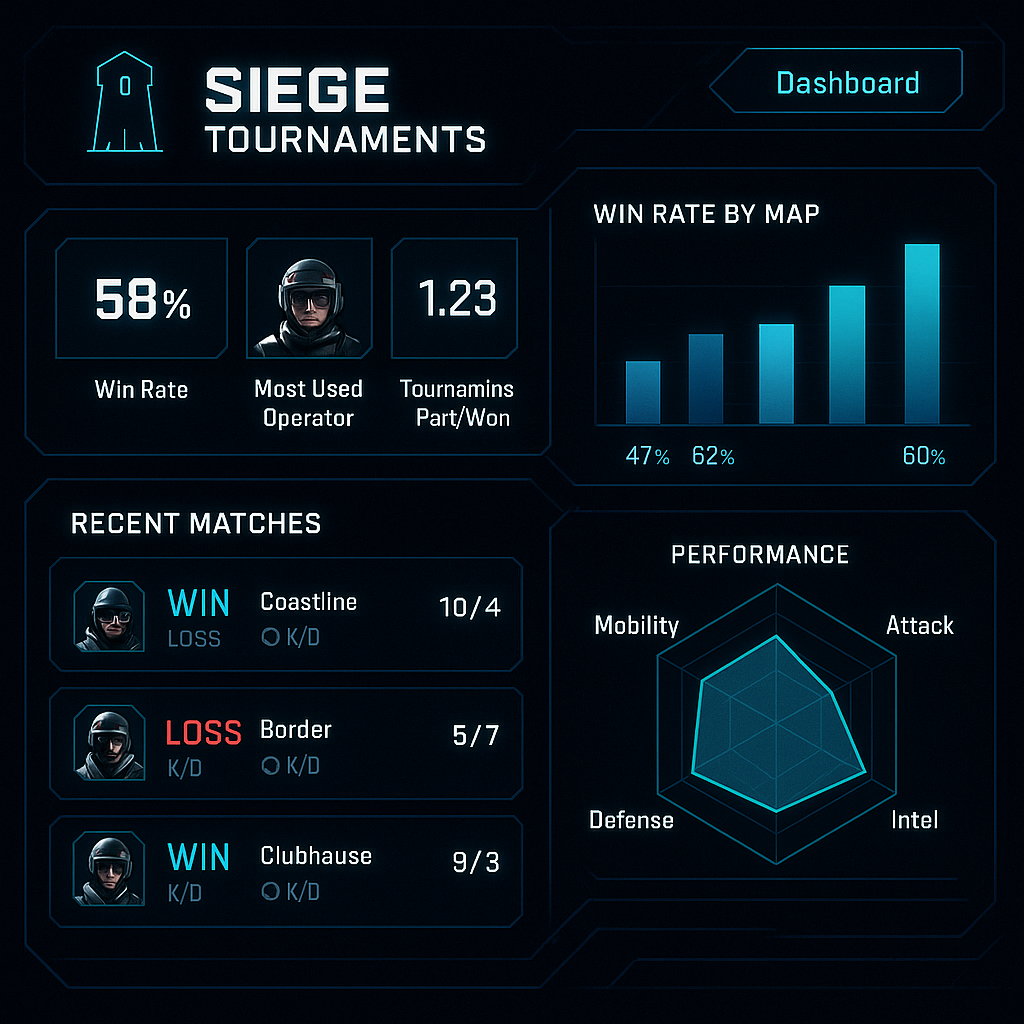 SIEGE
TOURNAMENTS
Dashboard
58%
1.23
Win Rate
Most Used
Operator
Tournamins
Part/Won
WIN RATE BY MAP
47%
62%
60%
RECENT MATCHES
WIN
LOSS
Coastline
K/D
10/4
LOSS
K/D
Border
K/D
5/7
WIN
K/D
Clubhause
K/D
9/3
PERFORMANCE
Mobility
Attack
Defense
Intel